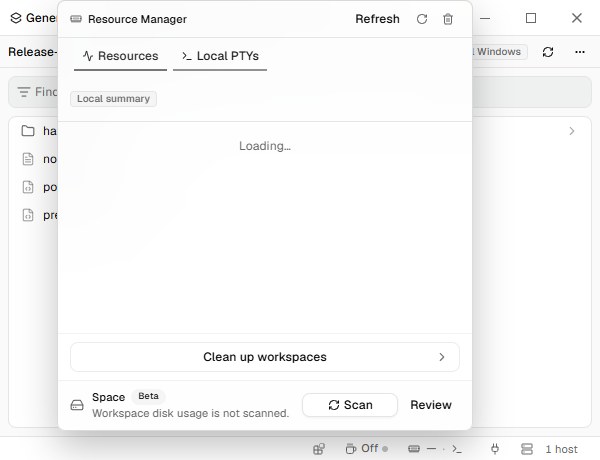 Gener
Resource Manager
Refresh
Release-
Resources
Local PTYs
Windows
Find
Local summary
ha
Loading...
no
po
pre
Clean up workspaces
Space
Beta
Workspace disk usage is not scanned.
Scan
Review
Off
1 host